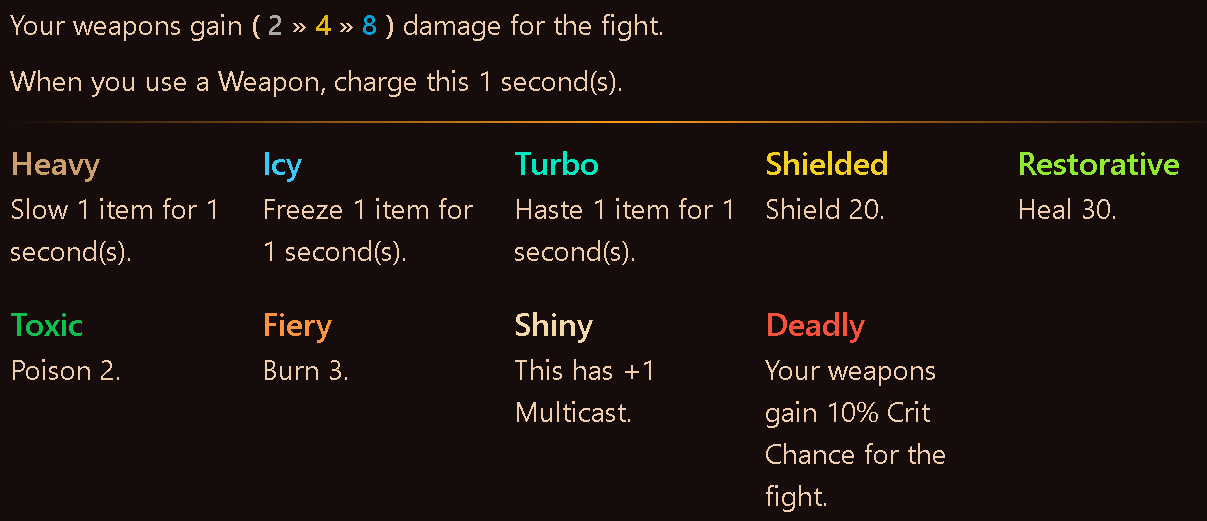 Your weapons gain ( 2 » 4 » 8 ) damage for the fight.
When you use a Weapon, charge this 1 second(s).
Heavy
Slow 1 item for 1
second(s).
Icy
Freeze 1 item for
1 second(s).
Turbo
Haste 1 item for 1
second(s).
Shielded
Shield 20.
Restorative
Heal 30.
Toxic
Poison 2.
Fiery
Burn 3.
Shiny
This has +1
Multicast.
Deadly
Your weapons
gain 10% Crit
Chance for the
fight.